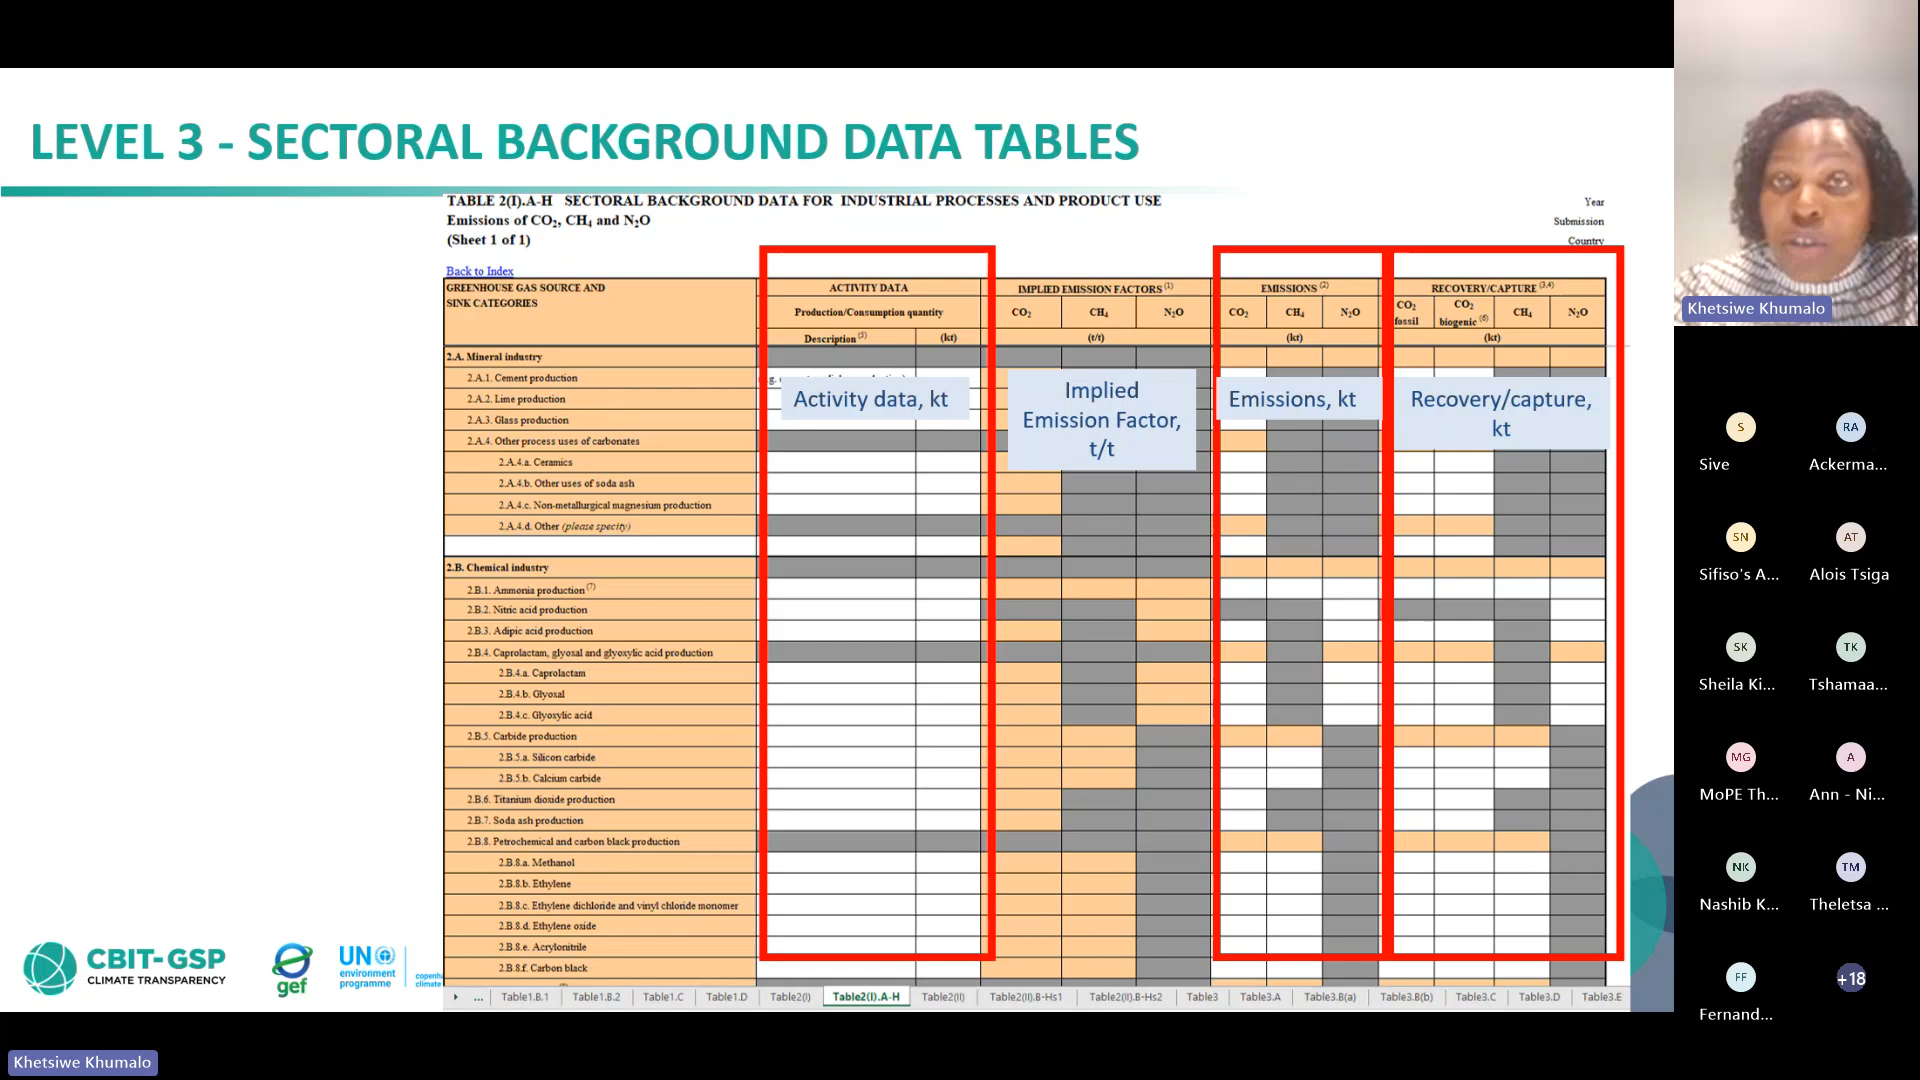 LEVEL 3 - SECTORAL BACKGROUND DATA TABLES
TABLE 2(I).A-H SECTORAL BACKGROUND DATA FOR INDUSTRIAL PROCESSES AND PRODUCT USE
Emissions of CO₂, CH₄ and N₂O
(Sheet 1 of 1)
Year
Submission
Country
Back to Index
GREENHOUSE GAS SOURCE AND
SINK CATEGORIES
ACTIVITY DATA
IMPLIED EMISSION FACTORS (1)
EMISSIONS (2)
RECOVERY/CAPTURE (3,4)
Production/Consumption quantity
CO₂ CH₄ N₂O
CO₂ CH₄ N₂O
CO₂ fossil
CO₂ biogenic (6)
CH₄ N₂O
Description (5) (kt)
(t/t)
(kt)
(kt)
2.A. Mineral industry
2.A.1. Cement production
2.A.2. Lime production
2.A.3. Glass production
2.A.4. Other process uses of carbonates
2.A.4.a. Ceramics
2.A.4.b. Other uses of soda ash
2.A.4.c. Non-metallurgical magnesium production
2.A.4.d. Other (please specify)
2.B. Chemical industry
2.B.1. Ammonia production (7)
2.B.2. Nitric acid production
2.B.3. Adipic acid production
2.B.4. Caprolactam, glyoxal and glyoxylic acid production
2.B.4.a. Caprolactam
2.B.4.b. Glyoxal
2.B.4.c. Glyoxylic acid
2.B.5. Carbide production
2.B.5.a. Silicon carbide
2.B.5.b. Calcium carbide
2.B.6. Titanium dioxide production
2.B.7. Soda ash production
2.B.8. Petrochemical and carbon black production
2.B.8.a. Methanol
2.B.8.b. Ethylene
2.B.8.c. Ethylene dichloride and vinyl chloride monomer
2.B.8.d. Ethylene oxide
2.B.8.e. Acrylonitrile
2.B.8.f. Carbon black
Activity data, kt
Implied
Emission Factor,
t/t
Emissions, kt
Recovery/capture,
kt
CBIT-GSP
CLIMATE TRANSPARENCY
gef
UN
environment
programme
copenh
climate
... Table1.B.1 Table1.B.2 Table1.C Table1.D Table2(I) Table2(I).A-H Table2(II) Table2(II).B-Hs1 Table2(II).B-Hs2 Table3 Table3.A Table3.B(a) Table3.B(b) Table3.C Table3.D Table3.E
Khetsiwe Khumalo
S
Sive
RA
Ackerma...
SN
Sifiso's A...
AT
Alois Tsiga
SK
Sheila Ki...
TK
Tshamaa...
MG
MoPE Th...
A
Ann - Ni...
NK
Nashib K...
TM
Theletsa ...
FF
Fernand...
+18
Khetsiwe Khumalo